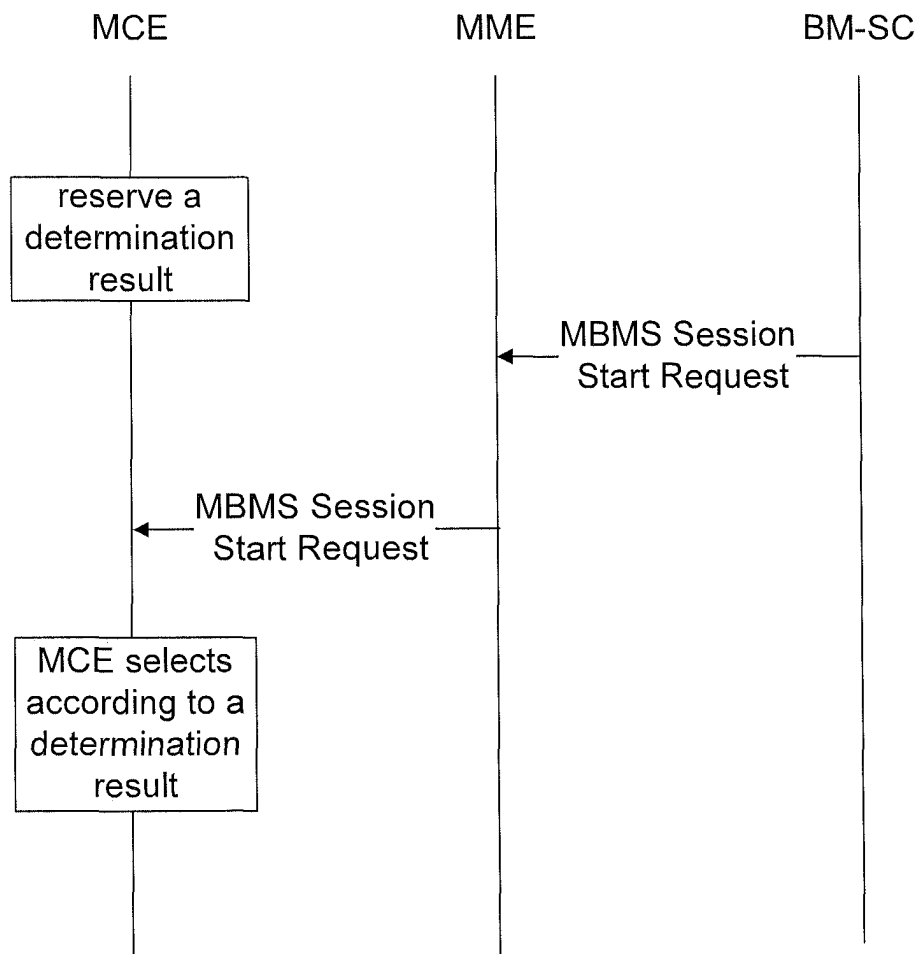 MCE
MME
BM-SC
reserve a
determination
result
MBMS Session
Start Request
MBMS Session
Start Request
MCE selects
according to a
determination
result